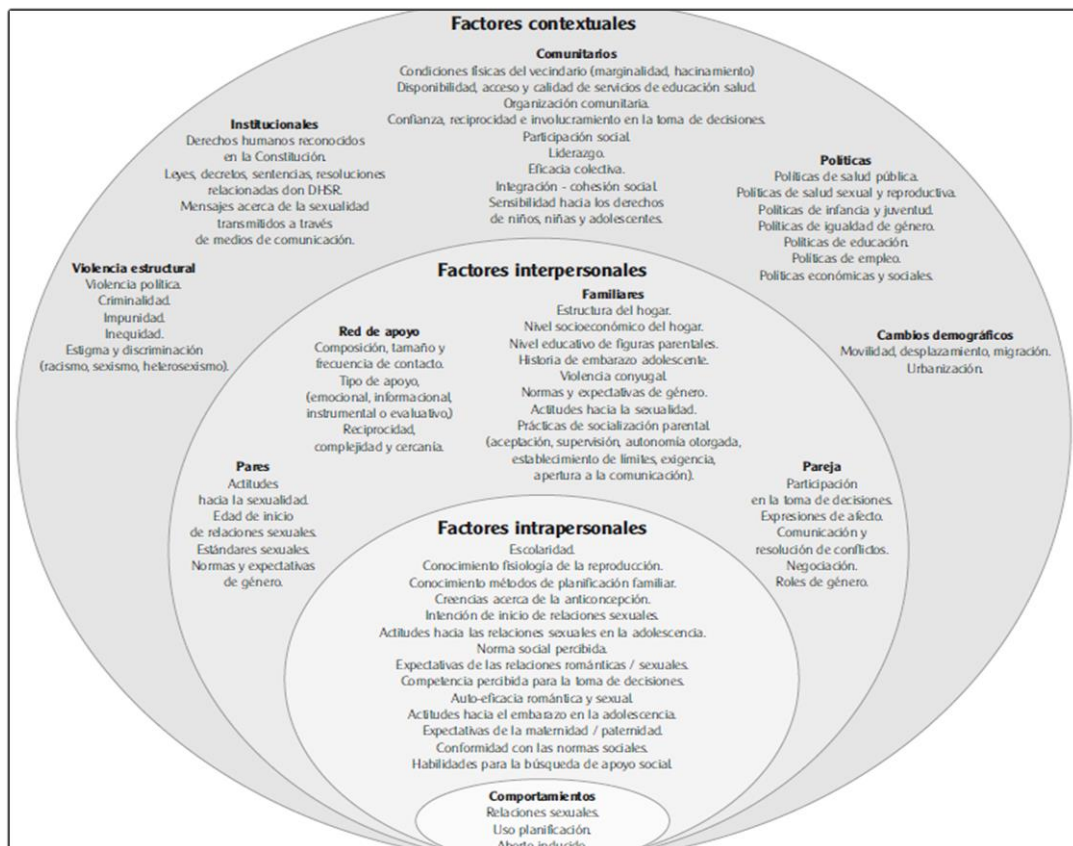 Factores contextuales
Comunitarios
Condiciones físicas del vecindario (marginalidad, hacinamiento)
Disponibilidad, acceso y calidad de servicios de educación salud.
Organización comunitaria.
Confianza, reciprocidad e involucramiento en la toma de decisiones.
Participación social.
Liderazgo.
Eficacia colectiva.
Integración - cohesión social.
Sensibilidad hacia los derechos
de niños, niñas y adolescentes.
Institucionales
Derechos humanos reconocidos
en la Constitución.
Leyes, decretos, sentencias, resoluciones
relacionadas don DHSR.
Mensajes acerca de la sexualidad
transmitidos a través
de medios de comunicación.
Políticas
Políticas de salud pública.
Políticas de salud sexual y reproductiva.
Políticas de infancia y juventud.
Políticas de igualdad de género.
Políticas de educación.
Políticas de empleo.
Políticas económicas y sociales.
Violencia estructural
Violencia política.
Criminalidad.
Impunidad.
Inequidad.
Estigma y discriminación
(racismo, sexismo, heterosexismo).
Cambios demográficos
Movilidad, desplazamiento, migración.
Urbanización.
Factores interpersonales
Familiares
Estructura del hogar.
Nivel socioeconómico del hogar.
Nivel educativo de figuras parentales.
Historia de embarazo adolescente.
Violencia conyugal.
Normas y expectativas de género.
Actitudes hacia la sexualidad.
Prácticas de socialización parental
(aceptación, supervisión, autonomía otorgada,
establecimiento de límites, exigencia,
apertura a la comunicación).
Red de apoyo
Composición, tamaño y
frecuencia de contacto.
Tipo de apoyo,
(emocional, informacional,
instrumental o evaluativo,)
Reciprocidad,
complejidad y cercanía.
Pares
Actitudes
hacia la sexualidad.
Edad de inicio
de relaciones sexuales.
Estándares sexuales.
Normas y expectativas
de género.
Pareja
Participación
en la toma de decisiones.
Expresiones de afecto.
Comunicación y
resolución de conflictos.
Negociación.
Roles de género.
Factores intrapersonales
Escolaridad.
Conocimiento fisiología de la reproducción.
Conocimiento métodos de planificación familiar.
Creencias acerca de la anticoncepción.
Intención de inicio de relaciones sexuales.
Actitudes hacia las relaciones sexuales en la adolescencia.
Norma social percibida.
Expectativas de las relaciones románticas / sexuales.
Competencia percibida para la toma de decisiones.
Auto-eficacia romántica y sexual.
Actitudes hacia el embarazo en la adolescencia.
Expectativas de la maternidad / paternidad.
Conformidad con las normas sociales.
Habilidades para la búsqueda de apoyo social.
Comportamientos
Relaciones sexuales.
Uso planificación.
Aborto inducido